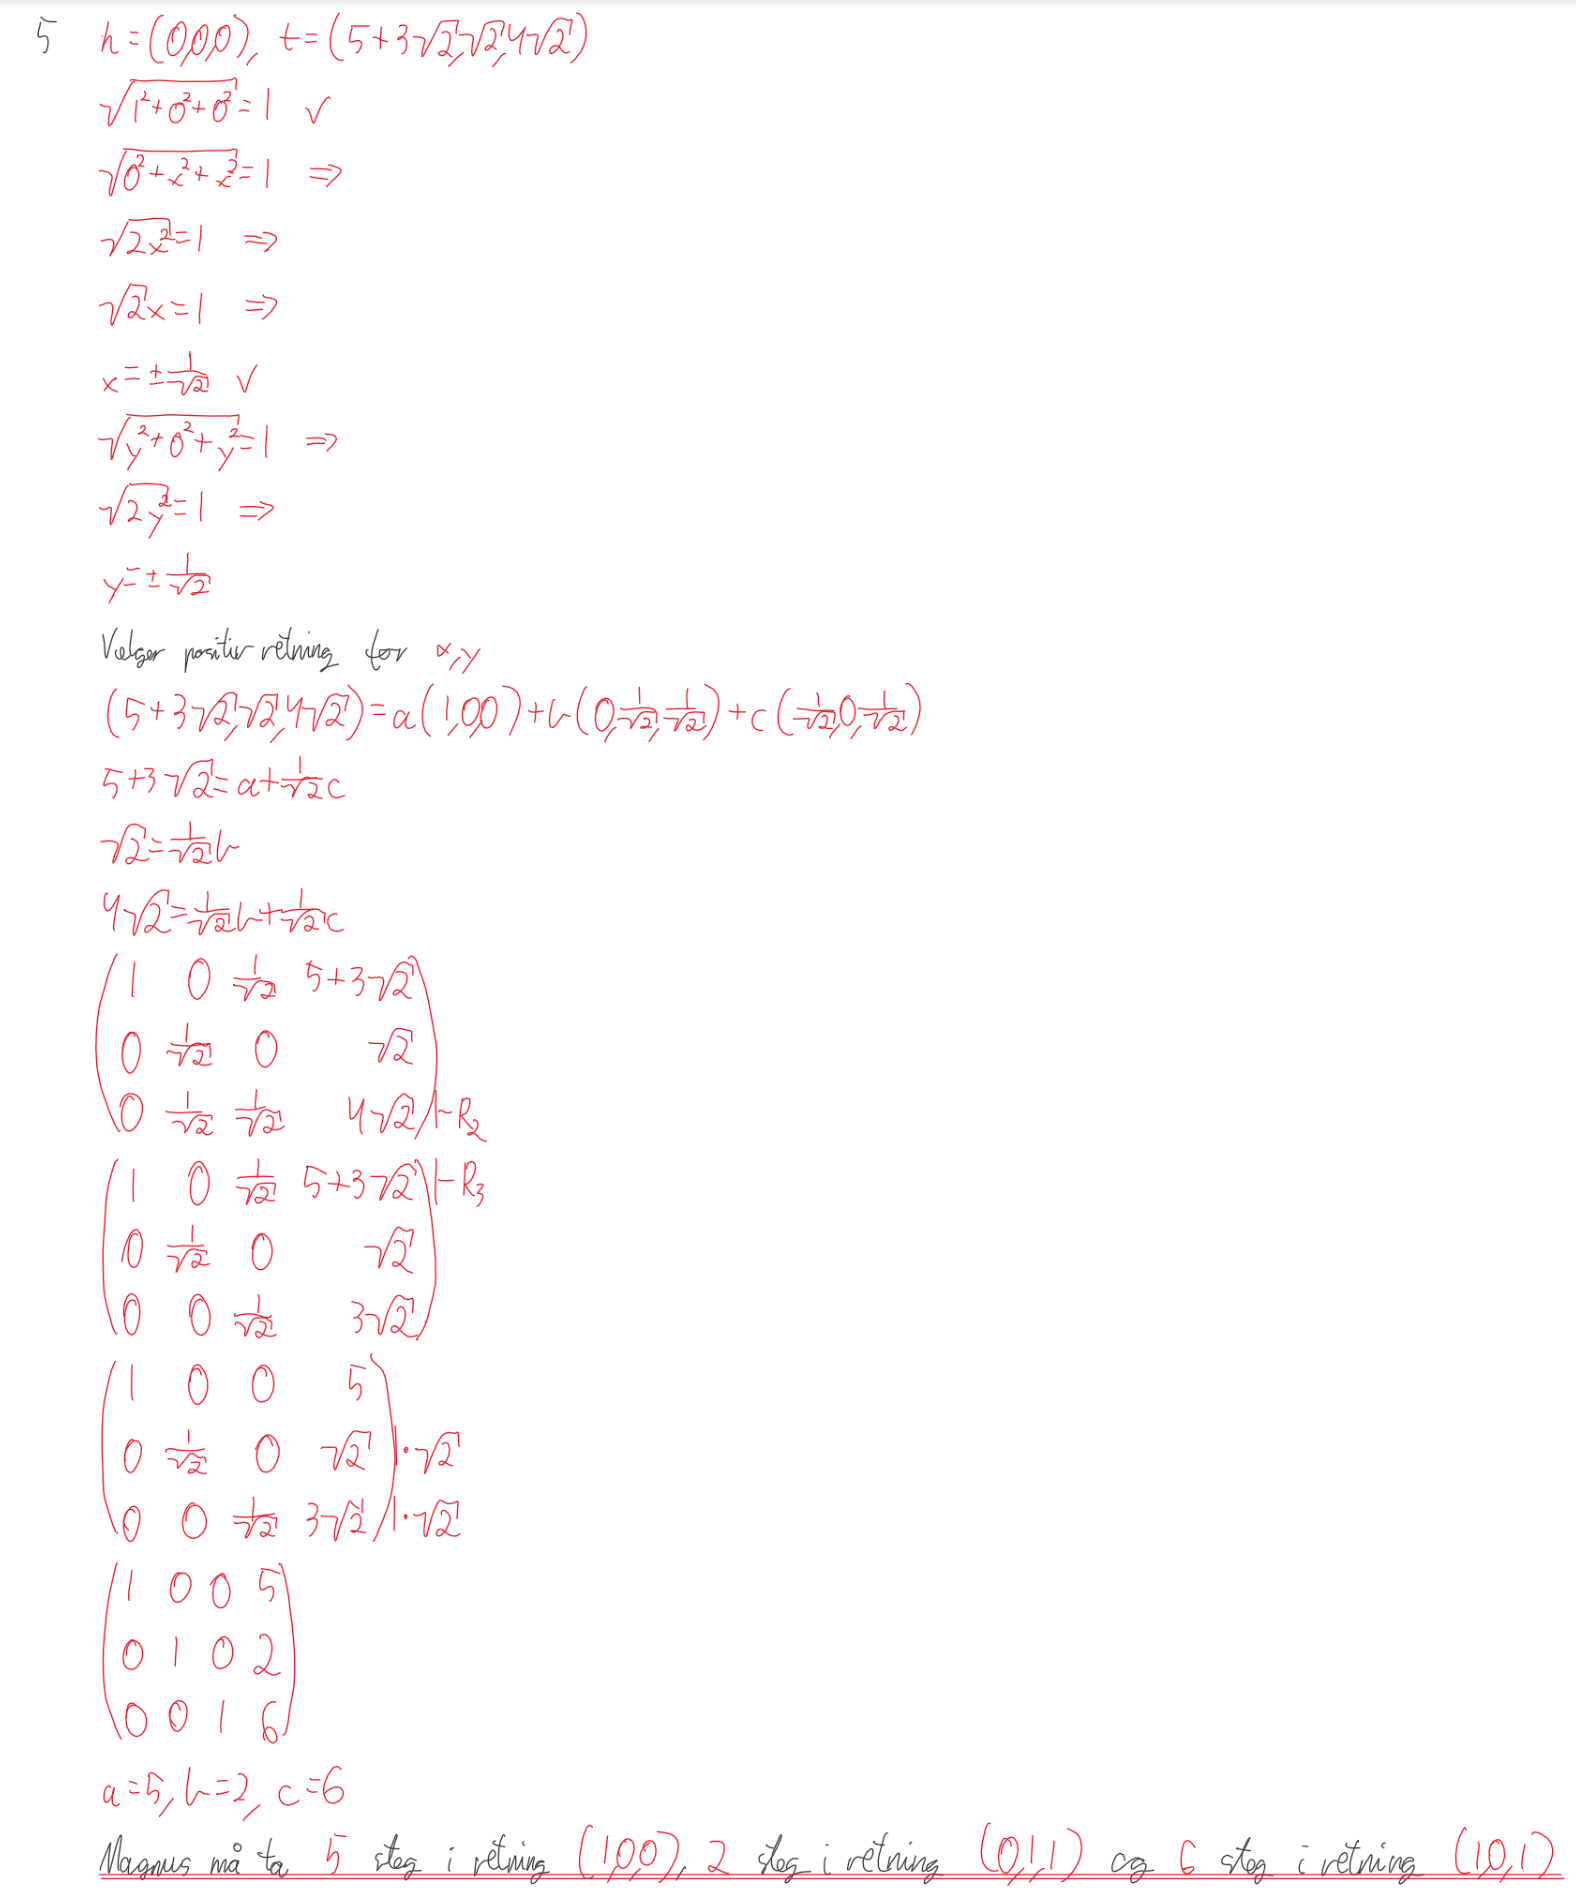 5 h=(0,0,0), t=(5+3√2,√2,4√2)
√(1²+0²+0²)=1 √
√(0²+x²+x²)=1 ⇒
√(2x²)=1 ⇒
√2x=1 ⇒
x=±1/√2 √
√(y²+0²+y²)=1 ⇒
√(2y²)=1 ⇒
y=±1/√2
Velger positiv retning for x,y
(5+3√2,√2,4√2)=a(1,0,0)+b(0,1/√2,1/√2)+c(1/√2,0,1/√2)
5+3√2=a+1/√2c
√2=1/√2b
4√2=1/√2b+1/√2c
1 0 1/√2 5+3√2
0 1/√2 0 √2
0 1/√2 1/√2 4√2 |-R₂
1 0 1/√2 5+3√2 |-R₃
0 1/√2 0 √2
0 0 1/√2 3√2
1 0 0 5
0 1/√2 0 √2 |·√2
0 0 1/√2 3√2 |·√2
1 0 0 5
0 1 0 2
0 0 1 6
a=5, b=2, c=6
Magnus må ta 5 steg i retning (1,0,0), 2 steg i retning (0,1,1) og 6 steg i retning (1,0,1)